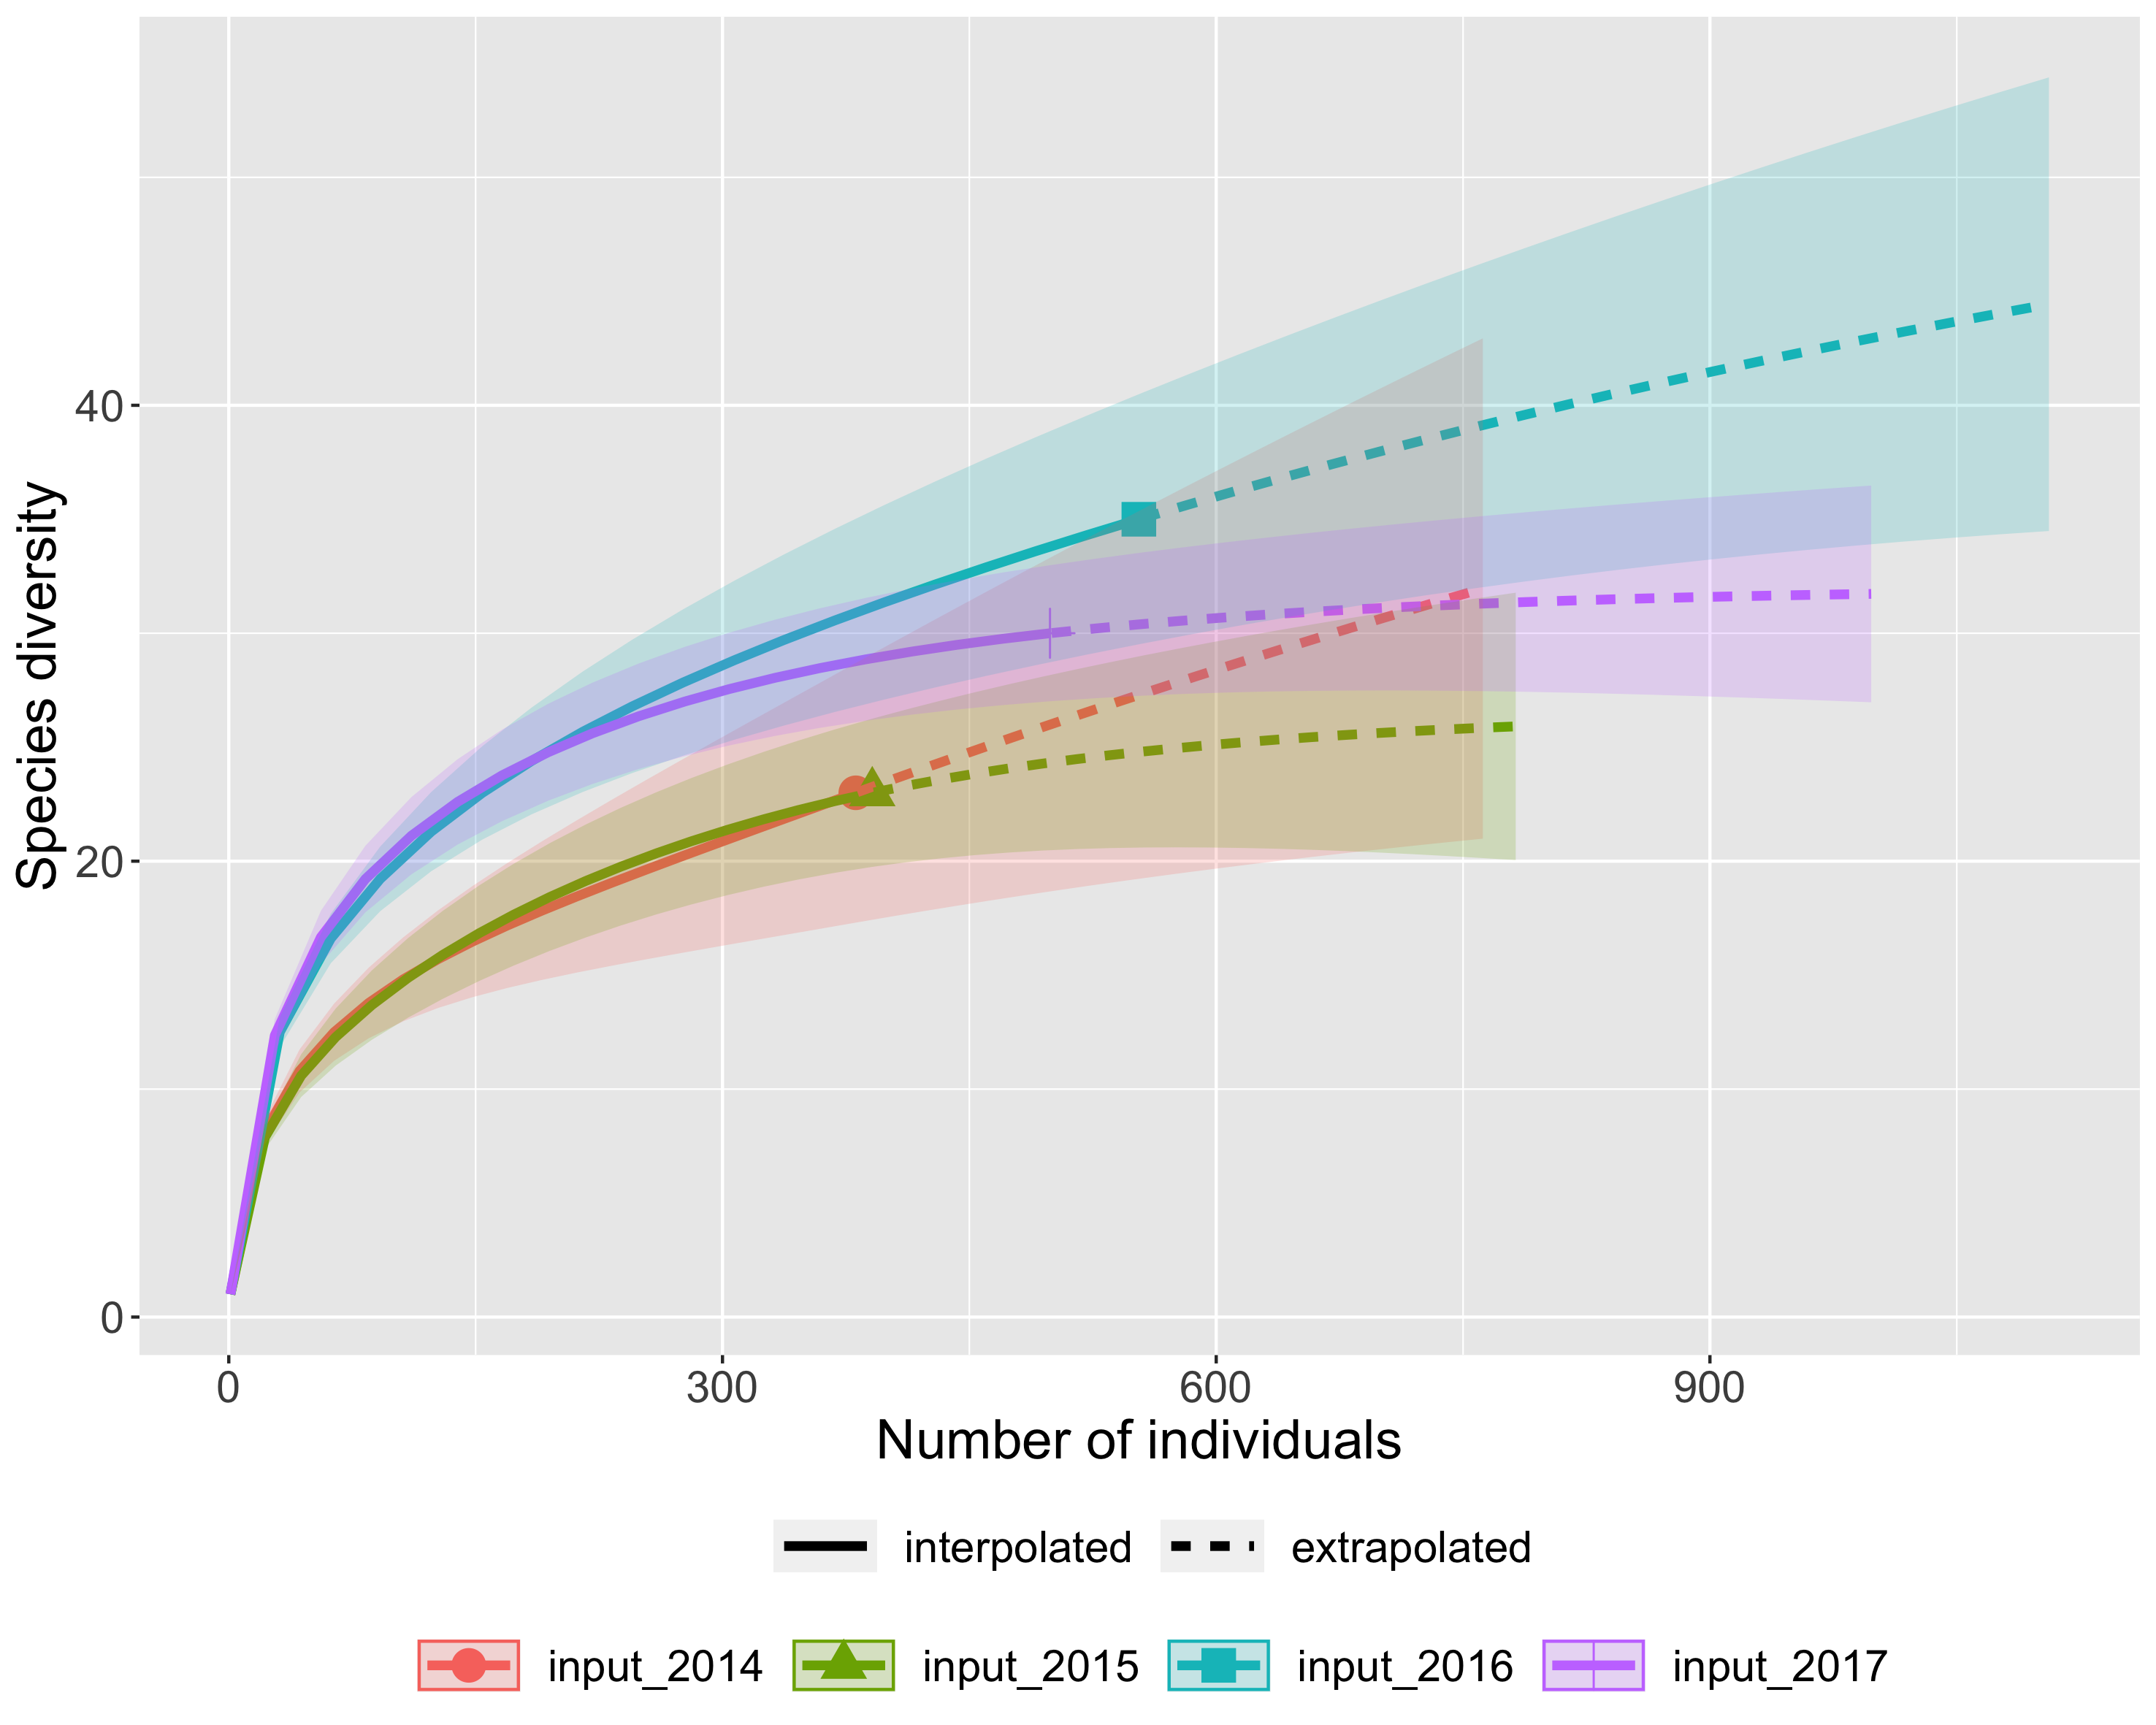 Species diversity
40
20
0
0 300 600 900
Number of individuals
interpolated extrapolated
input_2014 input_2015 input_2016 input_2017